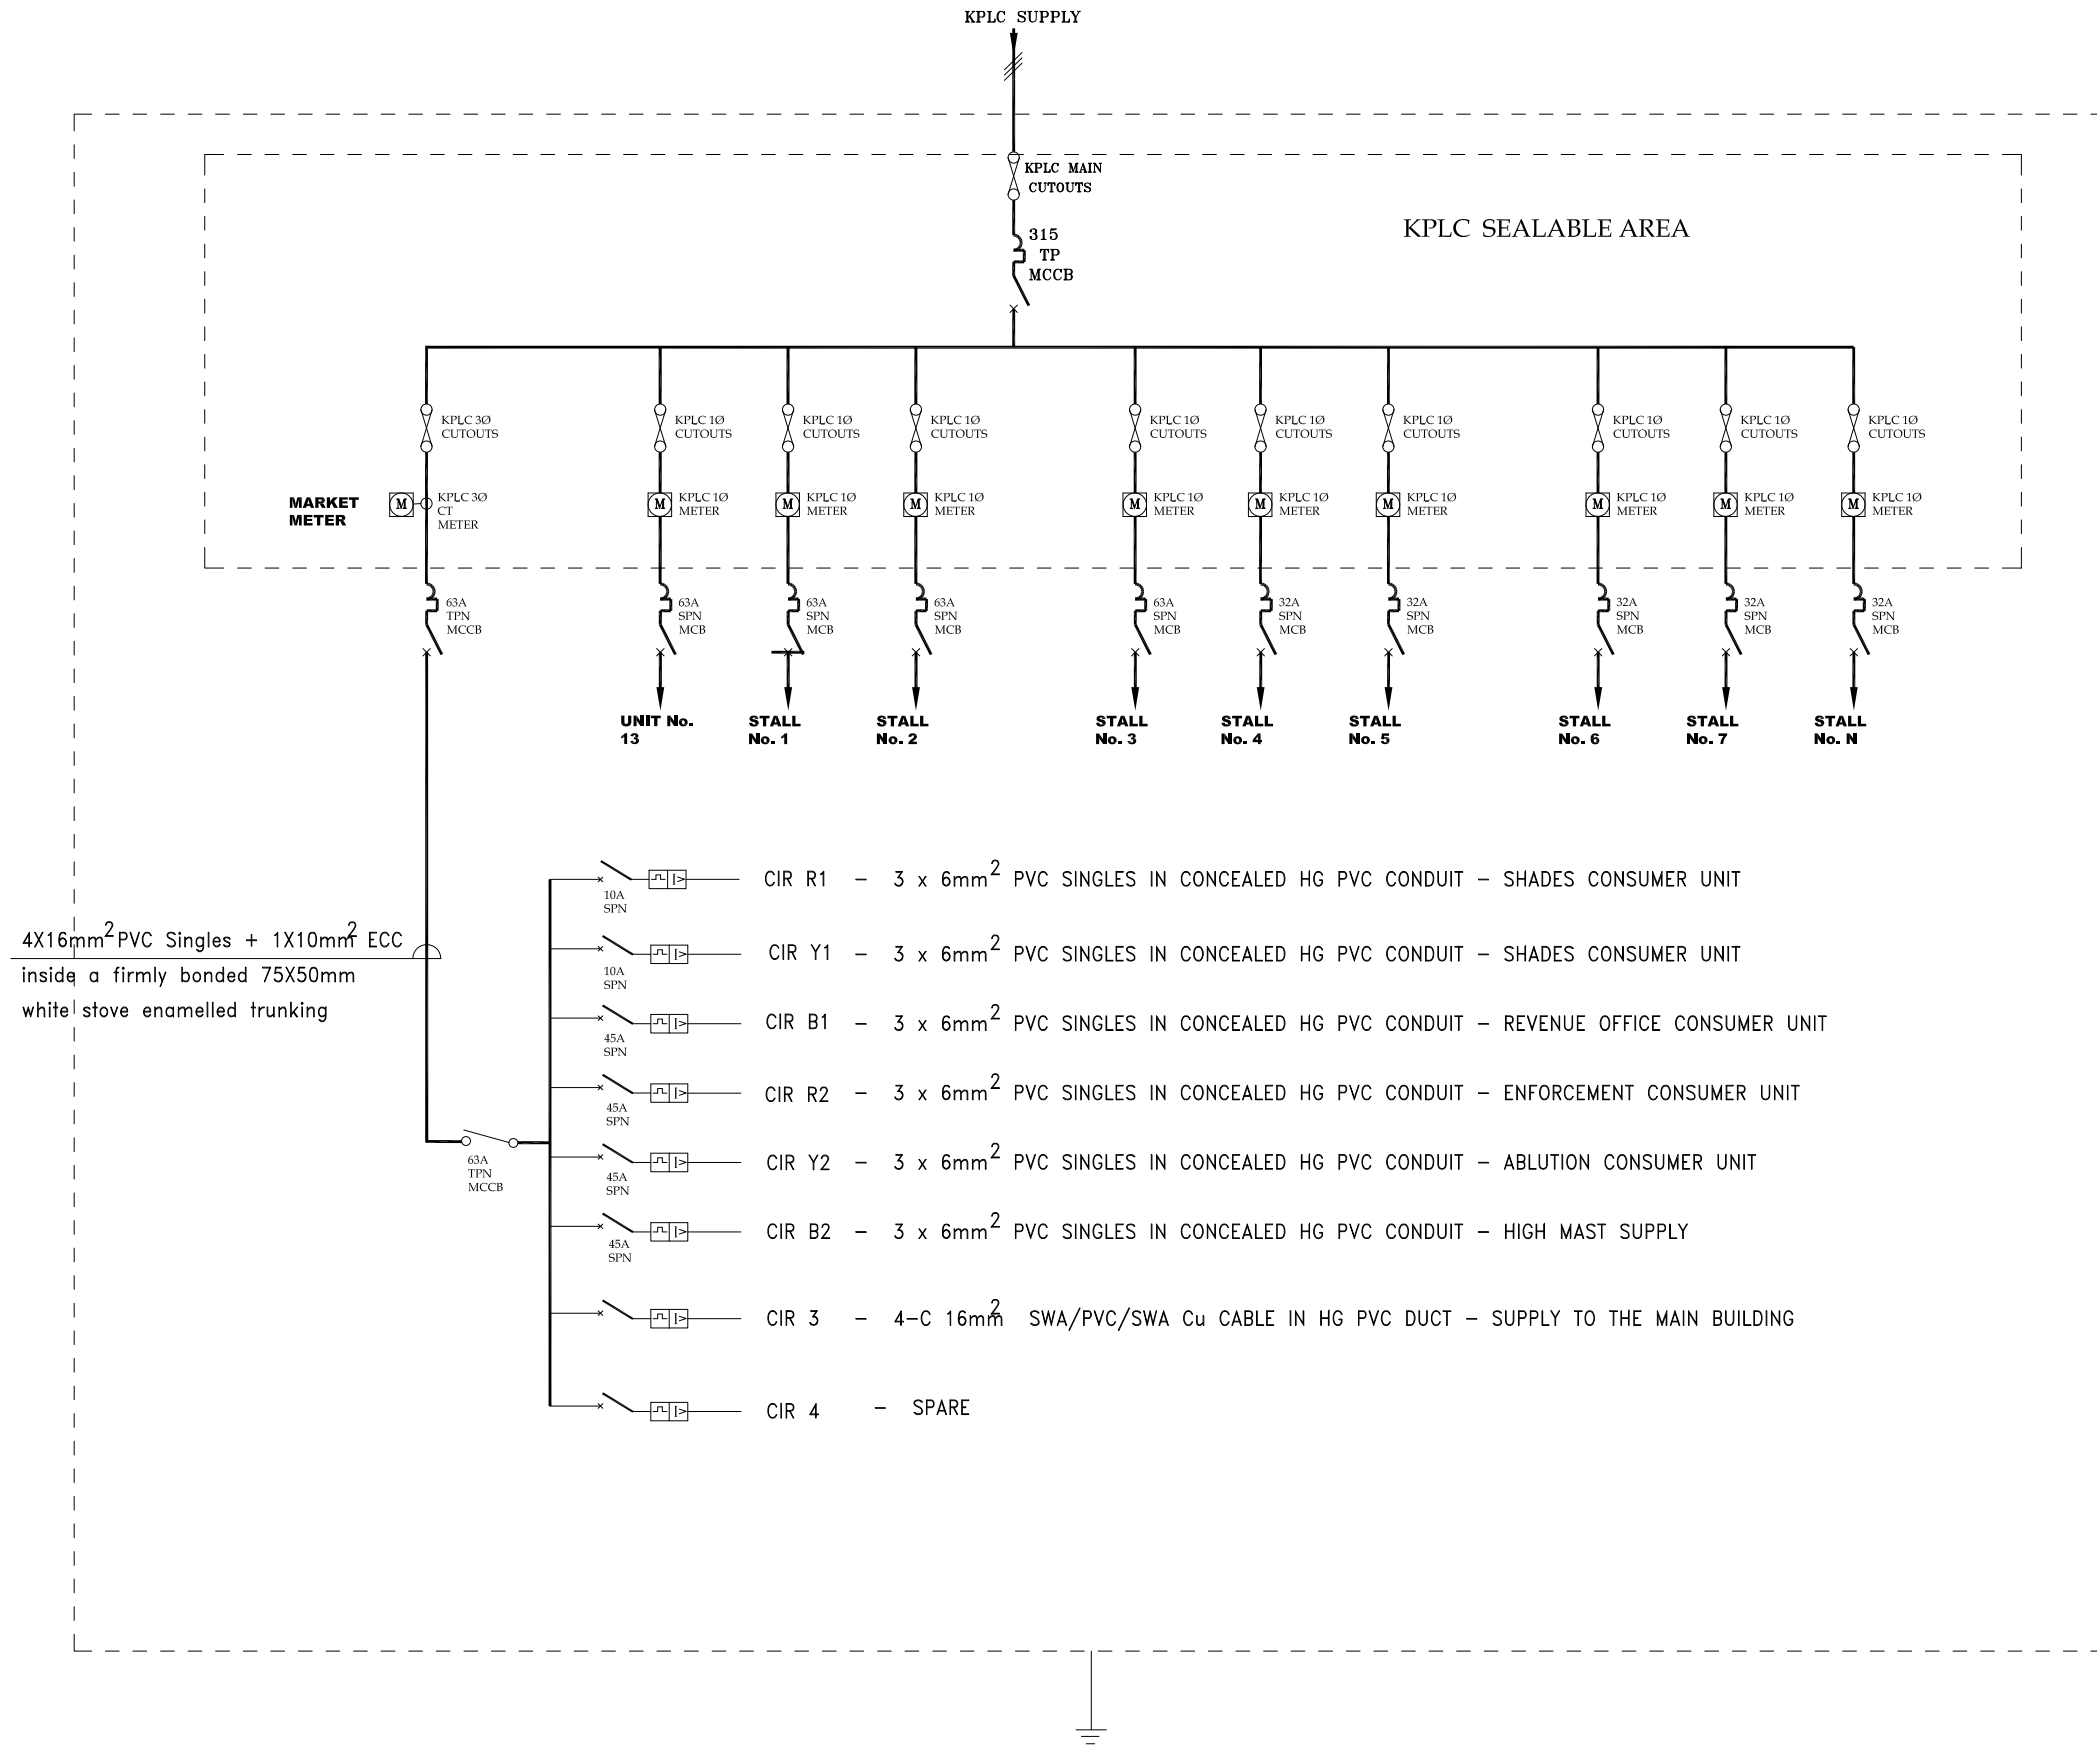 KPLC SUPPLY
KPLC MAIN
CUTOUTS
315
TP
MCCB
KPLC SEALABLE AREA
KPLC 3Ø
CUTOUTS
KPLC 1Ø
CUTOUTS
KPLC 1Ø
CUTOUTS
KPLC 1Ø
CUTOUTS
KPLC 1Ø
CUTOUTS
KPLC 1Ø
CUTOUTS
KPLC 1Ø
CUTOUTS
KPLC 1Ø
CUTOUTS
KPLC 1Ø
CUTOUTS
KPLC 1Ø
CUTOUTS
MARKET
METER
M
KPLC 3Ø
CT
METER
M
KPLC 1Ø
METER
M
KPLC 1Ø
METER
M
KPLC 1Ø
METER
M
KPLC 1Ø
METER
M
KPLC 1Ø
METER
M
KPLC 1Ø
METER
M
KPLC 1Ø
METER
M
KPLC 1Ø
METER
M
KPLC 1Ø
METER
63A
TPN
MCCB
63A
SPN
MCB
63A
SPN
MCB
63A
SPN
MCB
63A
SPN
MCB
32A
SPN
MCB
32A
SPN
MCB
32A
SPN
MCB
32A
SPN
MCB
32A
SPN
MCB
UNIT No.
13
STALL
No. 1
STALL
No. 2
STALL
No. 3
STALL
No. 4
STALL
No. 5
STALL
No. 6
STALL
No. 7
STALL
No. N
4X16mm² PVC Singles + 1X10mm² ECC
inside a firmly bonded 75X50mm
white stove enamelled trunking
63A
TPN
MCCB
10A
SPN
CIR R1 - 3 x 6mm² PVC SINGLES IN CONCEALED HG PVC CONDUIT - SHADES CONSUMER UNIT
10A
SPN
CIR Y1 - 3 x 6mm² PVC SINGLES IN CONCEALED HG PVC CONDUIT - SHADES CONSUMER UNIT
45A
SPN
CIR B1 - 3 x 6mm² PVC SINGLES IN CONCEALED HG PVC CONDUIT - REVENUE OFFICE CONSUMER UNIT
45A
SPN
CIR R2 - 3 x 6mm² PVC SINGLES IN CONCEALED HG PVC CONDUIT - ENFORCEMENT CONSUMER UNIT
45A
SPN
CIR Y2 - 3 x 6mm² PVC SINGLES IN CONCEALED HG PVC CONDUIT - ABLUTION CONSUMER UNIT
45A
SPN
CIR B2 - 3 x 6mm² PVC SINGLES IN CONCEALED HG PVC CONDUIT - HIGH MAST SUPPLY
CIR 3 - 4-C 16mm² SWA/PVC/SWA Cu CABLE IN HG PVC DUCT - SUPPLY TO THE MAIN BUILDING
CIR 4 - SPARE